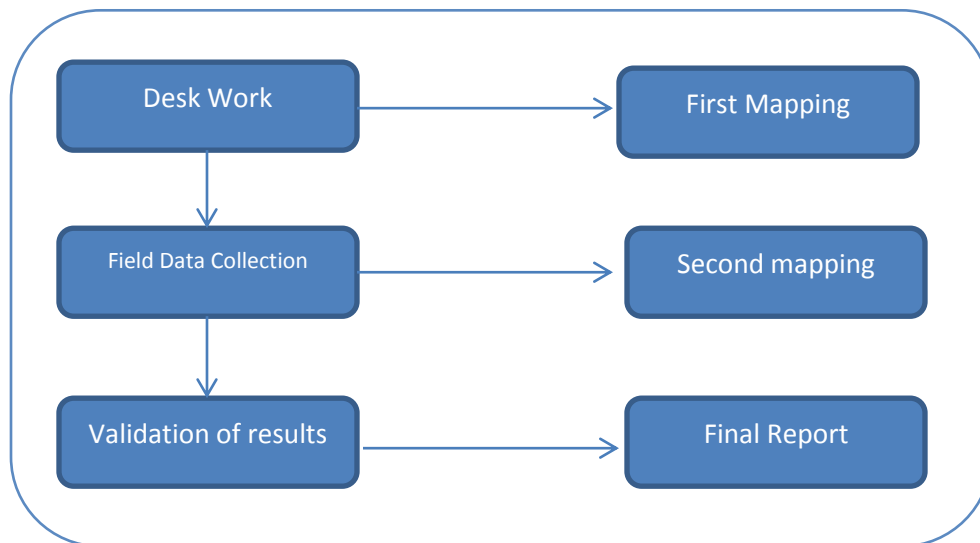 Desk Work
First Mapping
Field Data Collection
Second mapping
Validation of results
Final Report